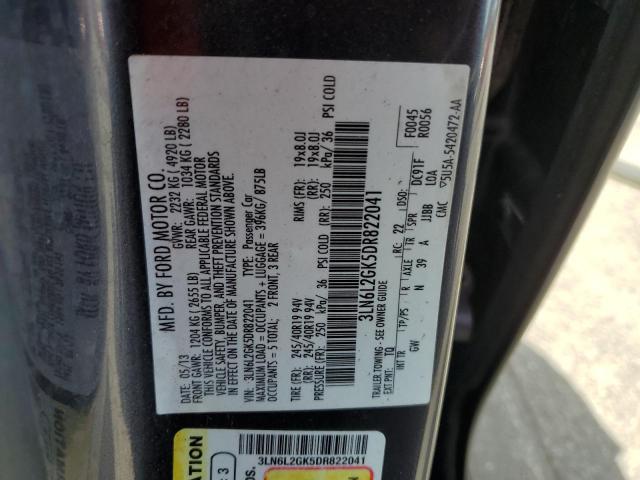 MFD. BY FORD MOTOR CO.
DATE: 05/13 GVWR: 2232 KG ( 4920 LB)
FRONT GAWR: 1204 KG ( 2655 LB) REAR GAWR: 1034 KG ( 2280 LB)
THIS VEHICLE CONFORMS TO ALL APPLICABLE FEDERAL MOTOR
VEHICLE SAFETY, BUMPER, AND THEFT PREVENTION STANDARDS
IN EFFECT ON THE DATE OF MANUFACTURE SHOWN ABOVE.
VIN: 3LN6L2GK5DR822041 TYPE: Passenger Car
MAXIMUM LOAD = OCCUPANTS + LUGGAGE = 396KG/ 875LB
OCCUPANTS = 5 TOTAL; 2 FRONT, 3 REAR
TIRE (FR): 245/40R19 94V RIMS (FR): 19x8.0J
(RR): 245/40R19 94V (RR): 19x8.0J
PRESSURE (FR): 250 kPa/ 36 PSI COLD (RR): 250 kPa/ 36 PSI COLD
3LN6L2GK5DR822041
TRAILER TOWING - SEE OWNER GUIDE
F0045
R0056
EXT PNT: TQ RC: 22 DSO: DC91F
INT TR TP/PS R AXLE TR SPR LOA
GW N 39 A JJBB CMC
▽5U5A-5420472-AA
3LN6L2GK5DR822041